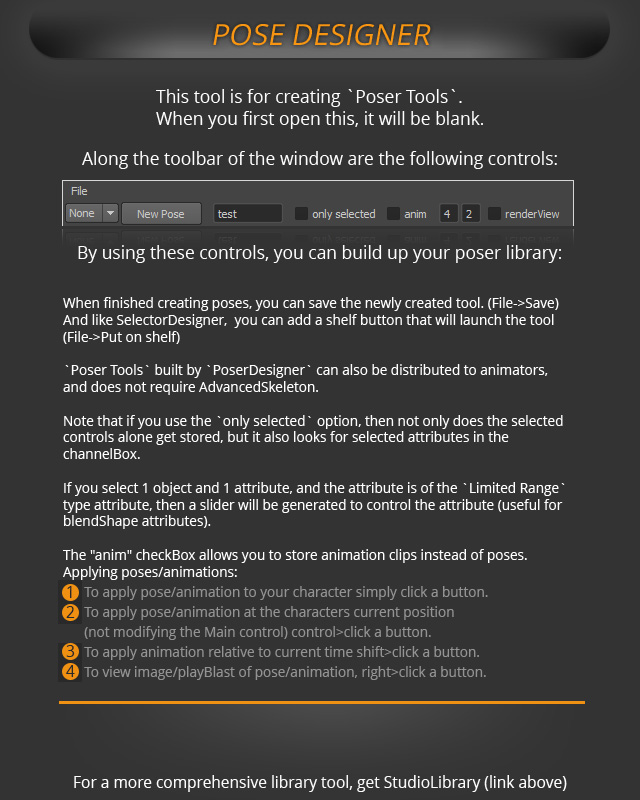 POSE DESIGNER
This tool is for creating `Poser Tools`.
When you first open this, it will be blank.
Along the toolbar of the window are the following controls:
File
None New Pose test only selected anim 4 2 renderView
By using these controls, you can build up your poser library:
When finished creating poses, you can save the newly created tool. (File->Save)
And like SelectorDesigner,  you can add a shelf button that will launch the tool
(File->Put on shelf)
`Poser Tools` built by `PoserDesigner` can also be distributed to animators,
and does not require AdvancedSkeleton.
Note that if you use the `only selected` option, then not only does the selected
controls alone get stored, but it also looks for selected attributes in the
channelBox.
If you select 1 object and 1 attribute, and the attribute is of the `Limited Range`
type attribute, then a slider will be generated to control the attribute (useful for
blendShape attributes).
The "anim" checkBox allows you to store animation clips instead of poses.
Applying poses/animations:
1 To apply pose/animation to your character simply click a button.
2 To apply pose/animation at the characters current position
(not modifying the Main control) control>click a button.
3 To apply animation relative to current time shift>click a button.
4 To view image/playBlast of pose/animation, right>click a button.
For a more comprehensive library tool, get StudioLibrary (link above)